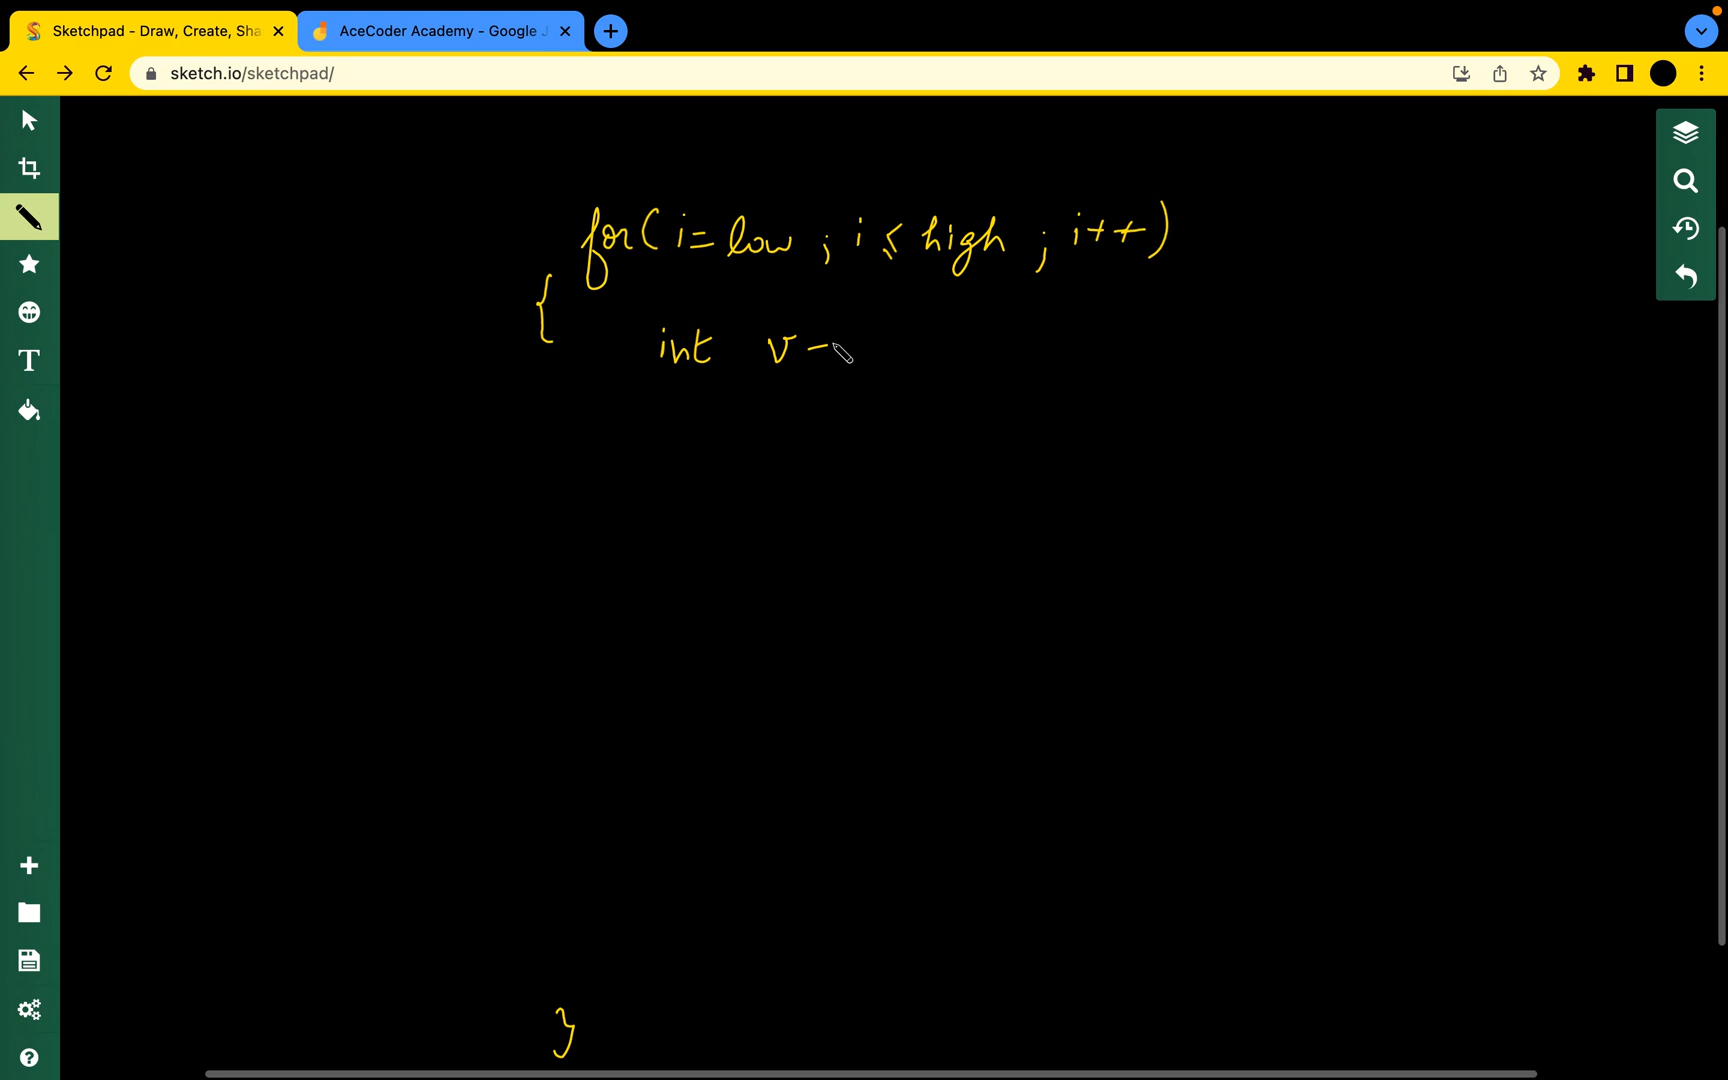 Sketchpad - Draw, Create, Sha
AceCoder Academy - Google J
sketch.io/sketchpad/
for( i= low ; i ≤ high ; i++ )
{
int v -
}